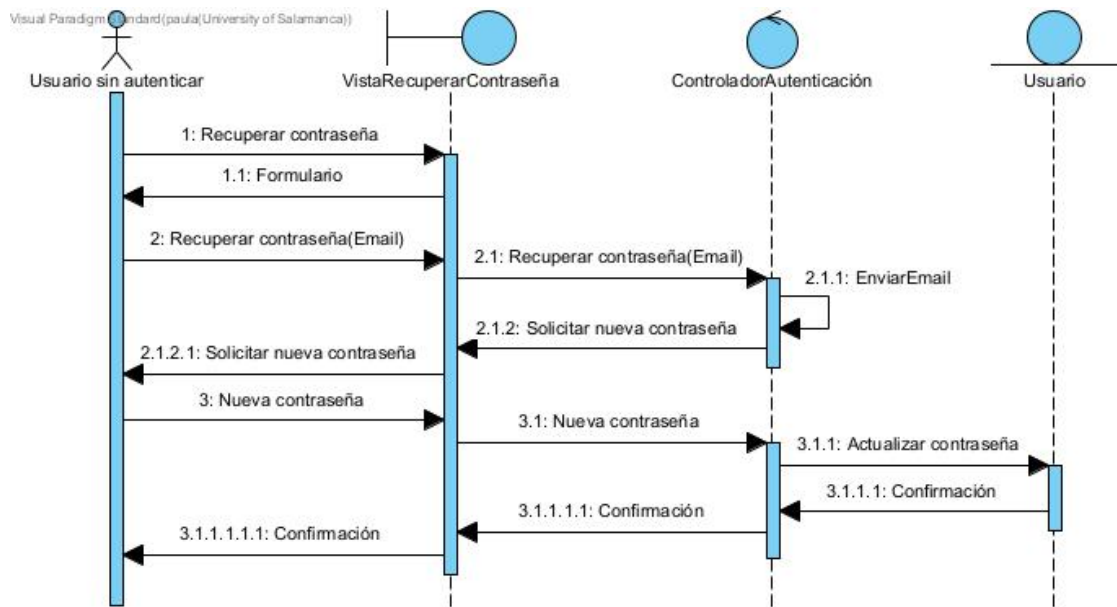 Visual Paradigm Standard(paula(University of Salamanca))
Usuario sin autenticar
VistaRecuperarContraseña
ControladorAutenticación
Usuario
1: Recuperar contraseña
1.1: Formulario
2: Recuperar contraseña(Email)
2.1: Recuperar contraseña(Email)
2.1.1: EnviarEmail
2.1.2: Solicitar nueva contraseña
2.1.2.1: Solicitar nueva contraseña
3: Nueva contraseña
3.1: Nueva contraseña
3.1.1: Actualizar contraseña
3.1.1.1: Confirmación
3.1.1.1.1: Confirmación
3.1.1.1.1.1: Confirmación